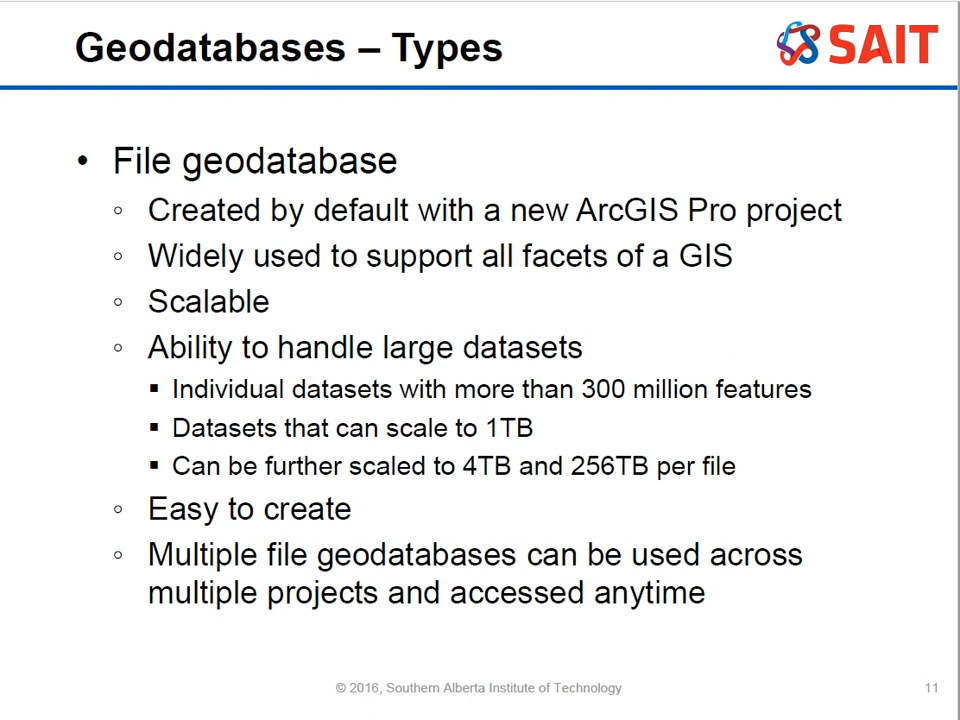 Geodatabases – Types
SAIT
• File geodatabase
◦ Created by default with a new ArcGIS Pro project
◦ Widely used to support all facets of a GIS
◦ Scalable
◦ Ability to handle large datasets
▪ Individual datasets with more than 300 million features
▪ Datasets that can scale to 1TB
▪ Can be further scaled to 4TB and 256TB per file
◦ Easy to create
◦ Multiple file geodatabases can be used across
multiple projects and accessed anytime
© 2016, Southern Alberta Institute of Technology
11